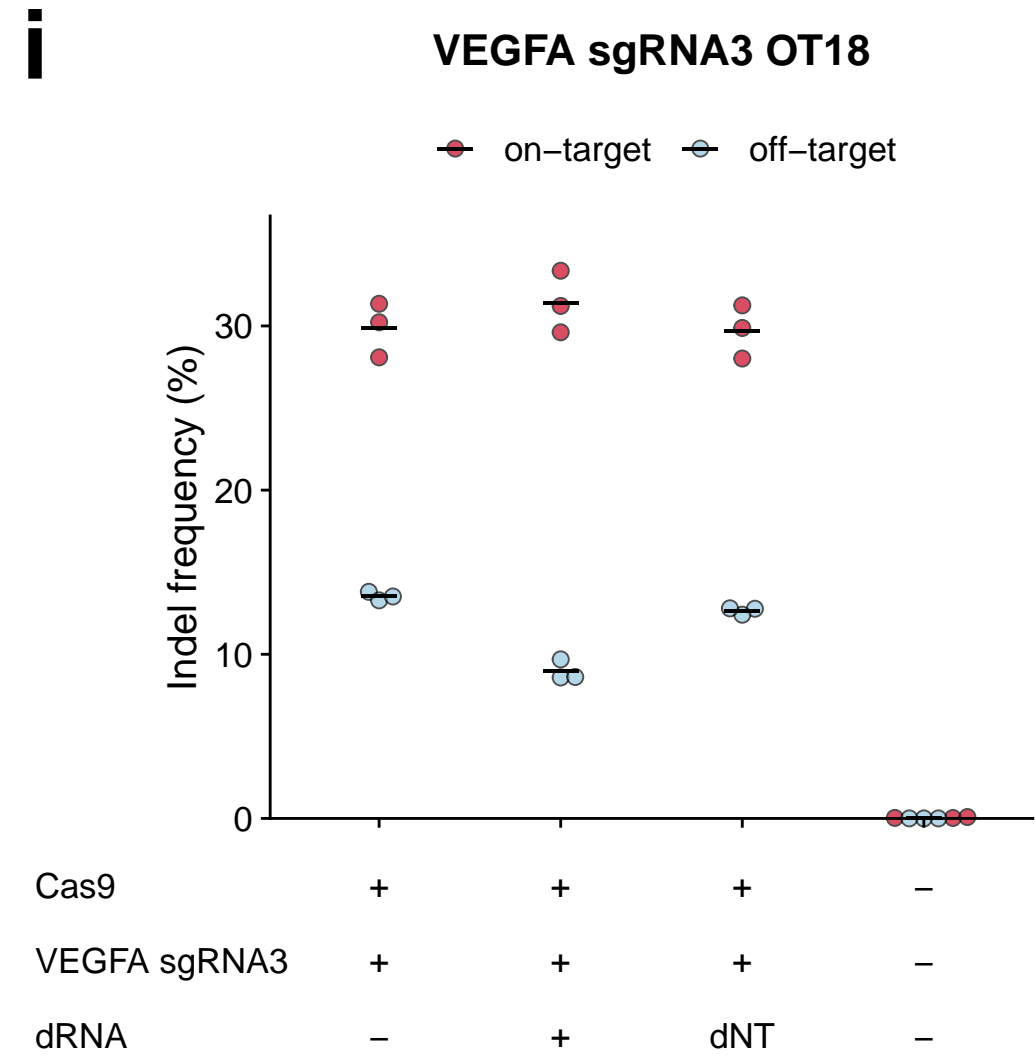 i
VEGFA sgRNA3 OT18
on−target off−target
Indel frequency (%)
30
20
10
0
Cas9 + + + −
VEGFA sgRNA3 + + + −
dRNA − + dNT −